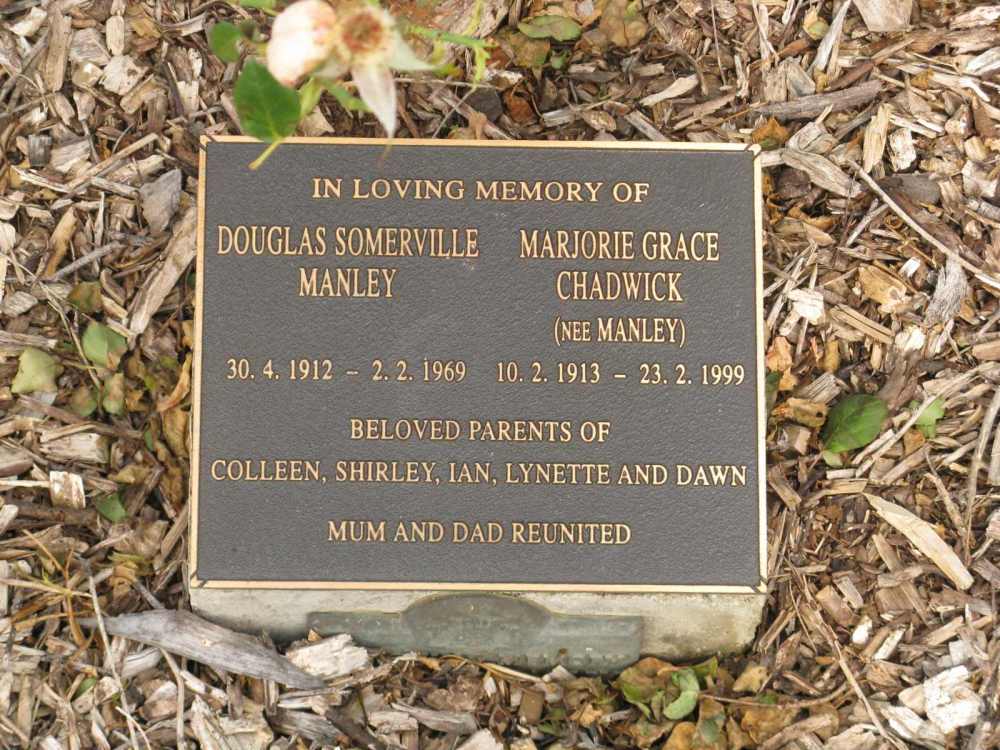 IN LOVING MEMORY OF
DOUGLAS SOMERVILLE
MANLEY
30. 4. 1912 - 2. 2. 1969
MARJORIE GRACE
CHADWICK
(NEE MANLEY)
10. 2. 1913 - 23. 2. 1999
BELOVED PARENTS OF
COLLEEN, SHIRLEY, IAN, LYNETTE AND DAWN
MUM AND DAD REUNITED